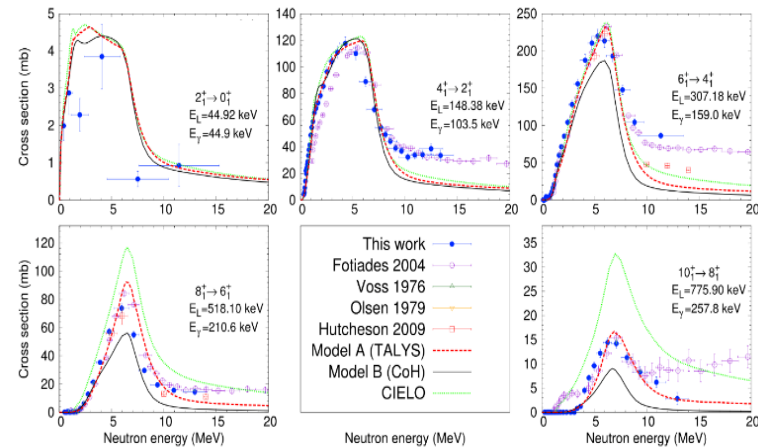 Cross section (mb)
5
4
3
2
1
0
2₁⁺→0₁⁺
E_L=44.92 keV
E_γ=44.9 keV
0 5 10 15 20
140
120
100
80
60
40
20
0
4₁⁺→2₁⁺
E_L=148.38 keV
E_γ=103.5 keV
0 5 10 15 20
250
200
150
100
50
0
6₁⁺→4₁⁺
E_L=307.18 keV
E_γ=159.0 keV
0 5 10 15 20
Cross section (mb)
120
100
80
60
40
20
0
8₁⁺→6₁⁺
E_L=518.10 keV
E_γ=210.6 keV
0 5 10 15 20
Neutron energy (MeV)
This work
Fotiades 2004
Voss 1976
Olsen 1979
Hutcheson 2009
Model A (TALYS)
Model B (CoH)
CIELO
Neutron energy (MeV)
40
35
30
25
20
15
10
5
0
10₁⁺→8₁⁺
E_L=775.90 keV
E_γ=257.8 keV
0 5 10 15 20
Neutron energy (MeV)